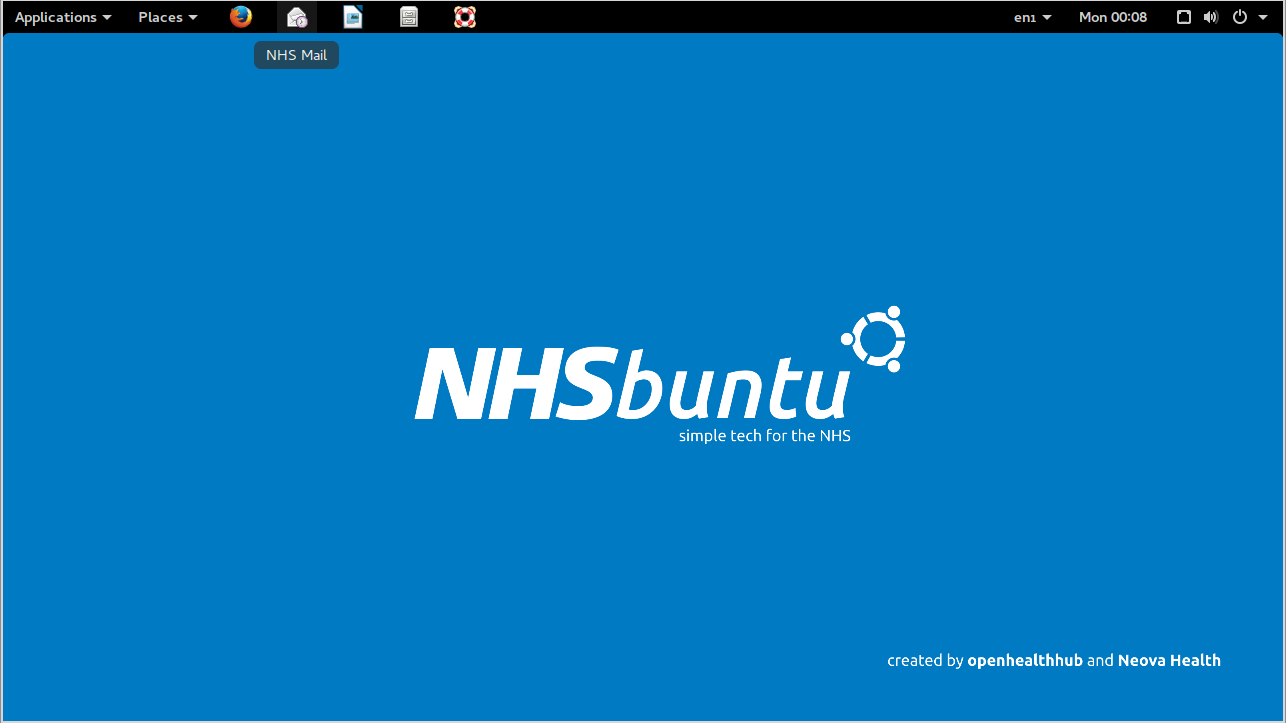 Applications Places en₁ Mon 00:08
NHS Mail
NHSbuntu
simple tech for the NHS
created by openhealthhub and Neova Health